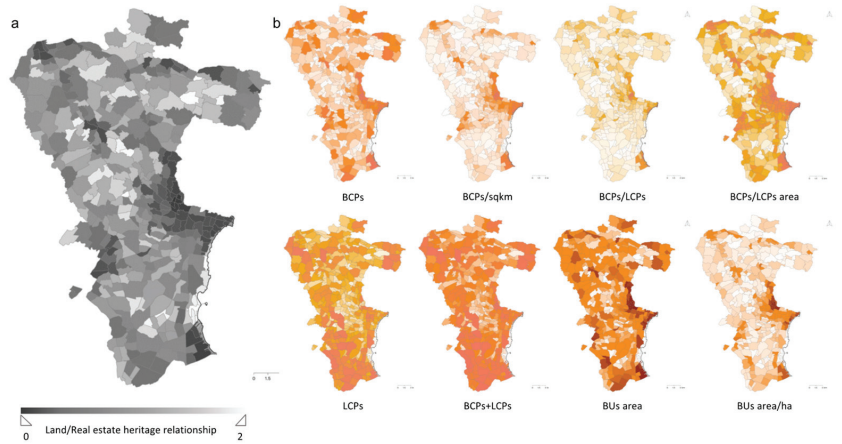 a
b
BCPs
BCPs/sqkm
BCPs/LCPs
BCPs/LCPs area
LCPs
BCPs+LCPs
BUs area
BUs area/ha
Land/Real estate heritage relationship
0
2